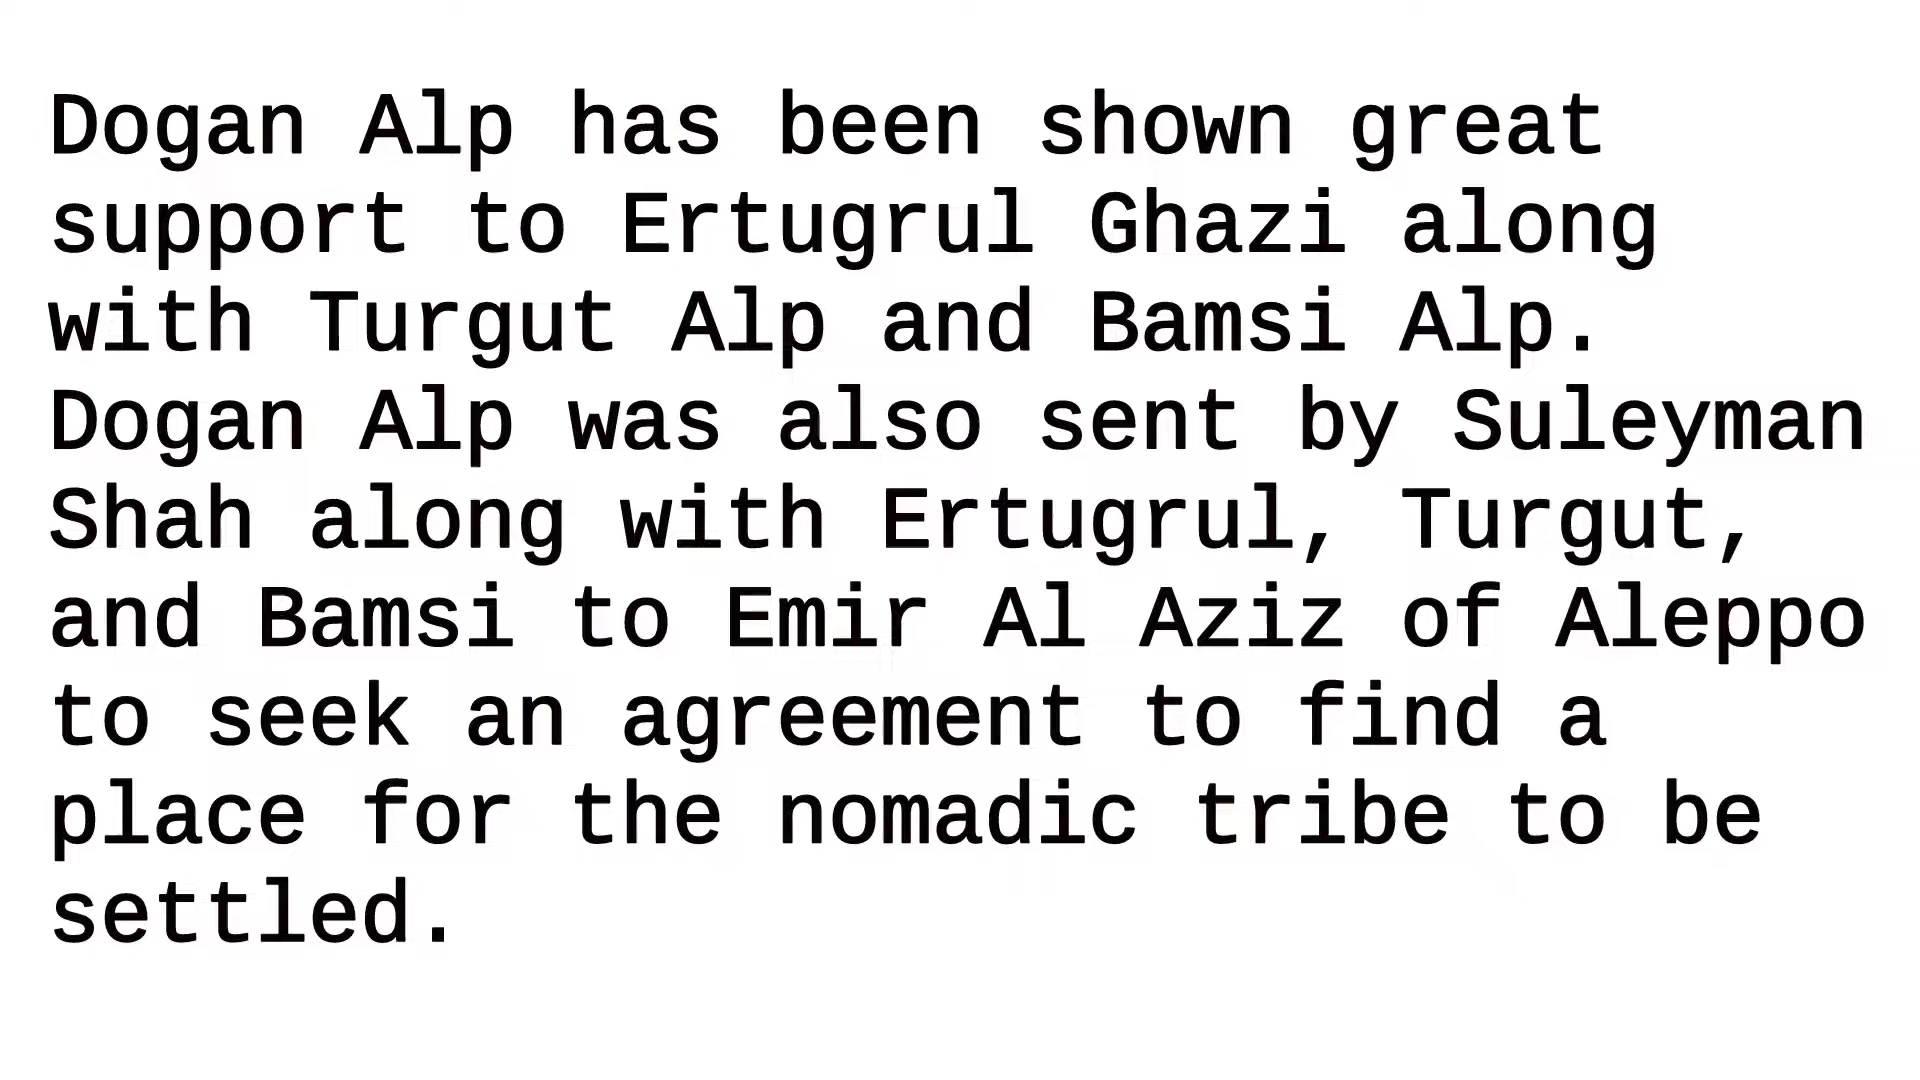 Dogan Alp has been shown great
support to Ertugrul Ghazi along
with Turgut Alp and Bamsi Alp.
Dogan Alp was also sent by Suleyman
Shah along with Ertugrul, Turgut,
and Bamsi to Emir Al Aziz of Aleppo
to seek an agreement to find a
place for the nomadic tribe to be
settled.